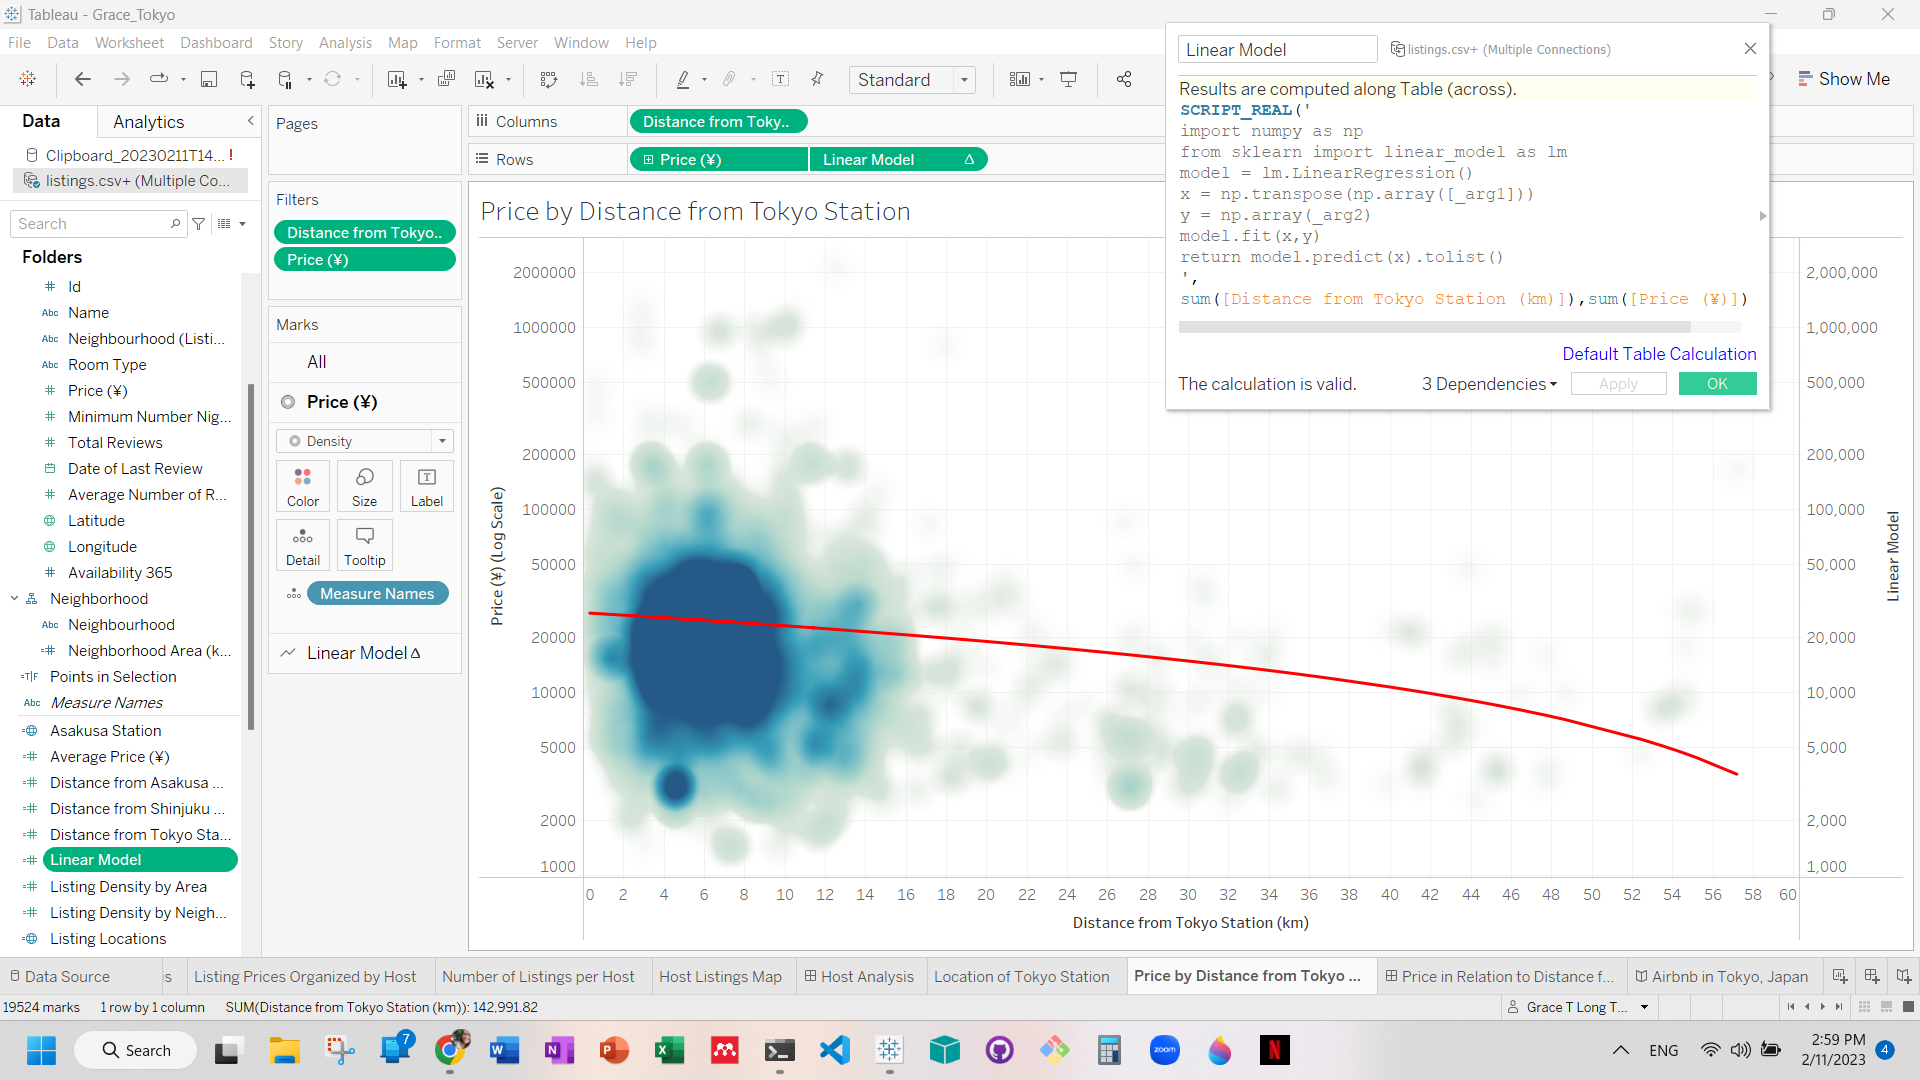 Tableau - Grace_Tokyo
File Data Worksheet Dashboard Story Analysis Map Format Server Window Help
Standard
Show Me
Data
Analytics
Clipboard_20230211T14... !
listings.csv+ (Multiple Co...
Search
Folders
Id
Abc Name
Abc Neighbourhood (Listi...
Abc Room Type
Price (¥)
Minimum Number Nig...
Total Reviews
Date of Last Review
Average Number of R...
Latitude
Longitude
Availability 365
Neighborhood
Abc Neighbourhood
Neighborhood Area (k...
Points in Selection
Abc Measure Names
Asakusa Station
Average Price (¥)
Distance from Asakusa ...
Distance from Shinjuku ...
Distance from Tokyo Sta...
Linear Model
Listing Density by Area
Listing Density by Neigh...
Listing Locations
Pages
Filters
Distance from Tokyo..
Price (¥)
Marks
All
Price (¥)
Density
Color
Size
Label
Detail
Tooltip
Measure Names
Linear Model Δ
Columns
Distance from Toky..
Rows
Price (¥)
Linear Model Δ
Price by Distance from Tokyo Station
Price (¥) (Log Scale)
2000000
1000000
500000
200000
100000
50000
20000
10000
5000
2000
1000
0 2 4 6 8 10 12 14 16 18 20 22 24 26 28 30 32 34 36 38 40 42 44 46 48 50 52 54 56 58 60
Distance from Tokyo Station (km)
2,000,000
1,000,000
500,000
200,000
100,000
50,000
20,000
10,000
5,000
2,000
1,000
Linear Model
Linear Model
listings.csv+ (Multiple Connections)
Results are computed along Table (across).
SCRIPT_REAL('
import numpy as np
from sklearn import linear_model as lm
model = lm.LinearRegression()
x = np.transpose(np.array([_arg1]))
y = np.array(_arg2)
model.fit(x,y)
return model.predict(x).tolist()
',
sum([Distance from Tokyo Station (km)]),sum([Price (¥)])
Default Table Calculation
The calculation is valid.
3 Dependencies
Apply
OK
Data Source
is
Listing Prices Organized by Host
Number of Listings per Host
Host Listings Map
Host Analysis
Location of Tokyo Station
Price by Distance from Tokyo ...
Price in Relation to Distance f...
Airbnb in Tokyo, Japan
19524 marks
1 row by 1 column
SUM(Distance from Tokyo Station (km)): 142,991.82
Grace T Long T...
Search
7
zoom
N
ENG
2:59 PM
2/11/2023
4